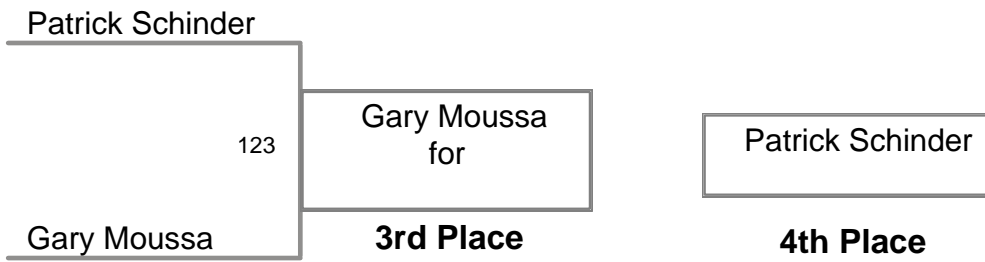 Patrick Schinder
123
Gary Moussa
for
Patrick Schinder
Gary Moussa
3rd Place
4th Place